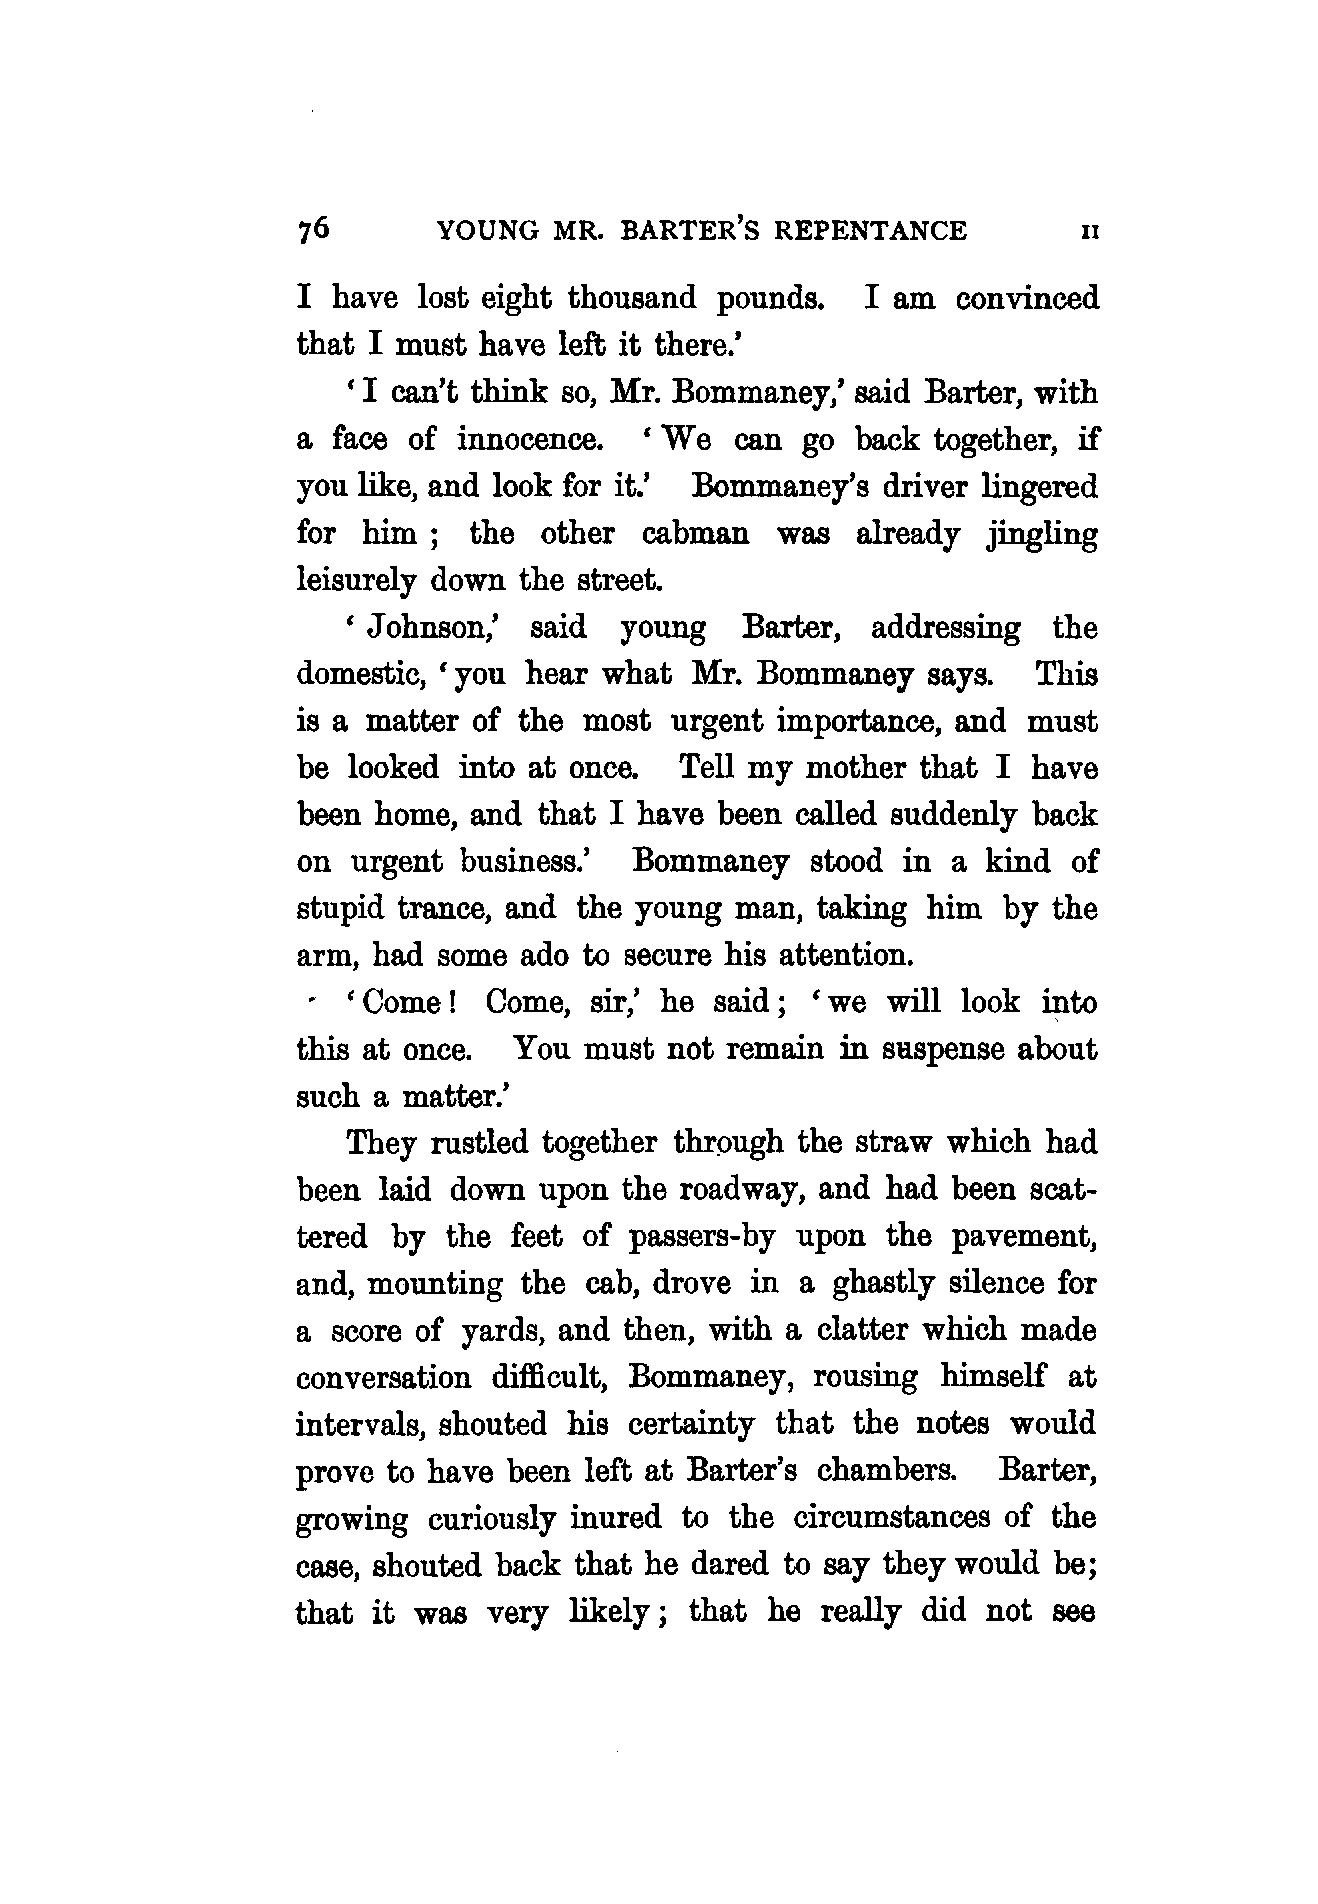 76 YOUNG MR. BARTER'S REPENTANCE II
I have lost eight thousand pounds. I am convinced
that I must have left it there.'
'I can't think so, Mr. Bommaney,' said Barter, with
a face of innocence. 'We can go back together, if
you like, and look for it.' Bommaney's driver lingered
for him ; the other cabman was already jingling
leisurely down the street.
'Johnson,' said young Barter, addressing the
domestic, 'you hear what Mr. Bommaney says. This
is a matter of the most urgent importance, and must
be looked into at once. Tell my mother that I have
been home, and that I have been called suddenly back
on urgent business.' Bommaney stood in a kind of
stupid trance, and the young man, taking him by the
arm, had some ado to secure his attention.
'Come! Come, sir,' he said; 'we will look into
this at once. You must not remain in suspense about
such a matter.'
They rustled together through the straw which had
been laid down upon the roadway, and had been scat-
tered by the feet of passers-by upon the pavement,
and, mounting the cab, drove in a ghastly silence for
a score of yards, and then, with a clatter which made
conversation difficult, Bommaney, rousing himself at
intervals, shouted his certainty that the notes would
prove to have been left at Barter's chambers. Barter,
growing curiously inured to the circumstances of the
case, shouted back that he dared to say they would be;
that it was very likely; that he really did not see